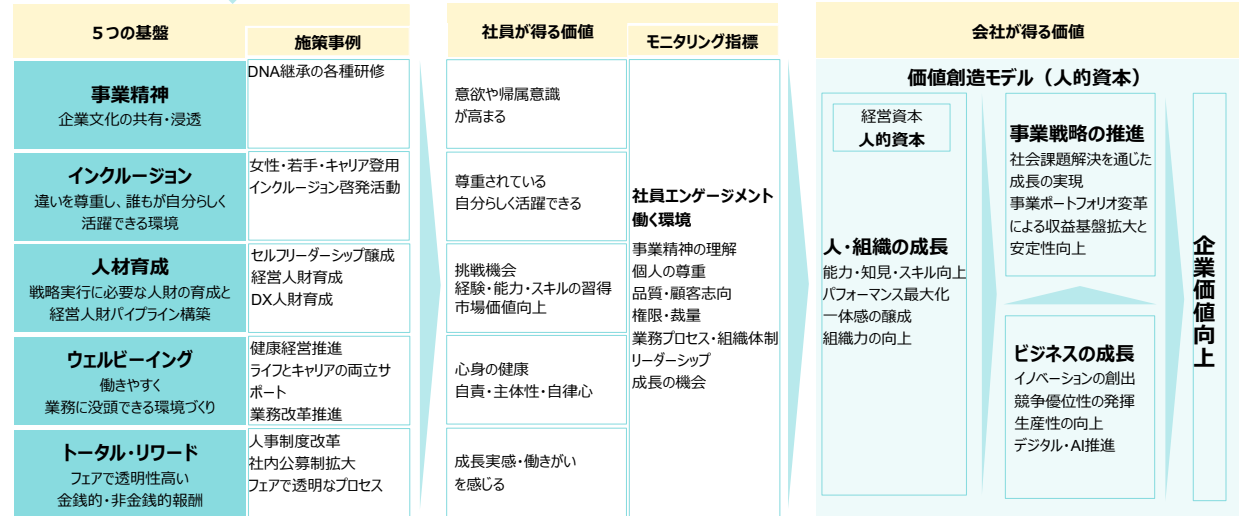 5つの基盤
施策事例
社員が得る価値
モニタリング指標
会社が得る価値
事業精神
企業文化の共有・浸透
DNA継承の各種研修
意欲や帰属意識
が高まる
インクルージョン
違いを尊重し、誰もが自分らしく
活躍できる環境
女性・若手・キャリア登用
インクルージョン啓発活動
尊重されている
自分らしく活躍できる
人材育成
戦略実行に必要な人財の育成と
経営人財パイプライン構築
セルフリーダーシップ醸成
経営人財育成
DX人財育成
挑戦機会
経験・能力・スキルの習得
市場価値向上
ウェルビーイング
働きやすく
業務に没頭できる環境づくり
健康経営推進
ライフとキャリアの両立サ
ポート
業務改革推進
心身の健康
自責・主体性・自律心
トータル・リワード
フェアで透明性高い
金銭的・非金銭的報酬
人事制度改革
社内公募制拡大
フェアで透明なプロセス
成長実感・働きがい
を感じる
社員エンゲージメント
働く環境
事業精神の理解
個人の尊重
品質・顧客志向
権限・裁量
業務プロセス・組織体制
リーダーシップ
成長の機会
価値創造モデル（人的資本）
経営資本
人的資本
人・組織の成長
能力・知見・スキル向上
パフォーマンス最大化
一体感の醸成
組織力の向上
事業戦略の推進
社会課題解決を通じた
成長の実現
事業ポートフォリオ変革
による収益基盤拡大と
安定性向上
ビジネスの成長
イノベーションの創出
競争優位性の発揮
生産性の向上
デジタル・AI推進
企業価値向上